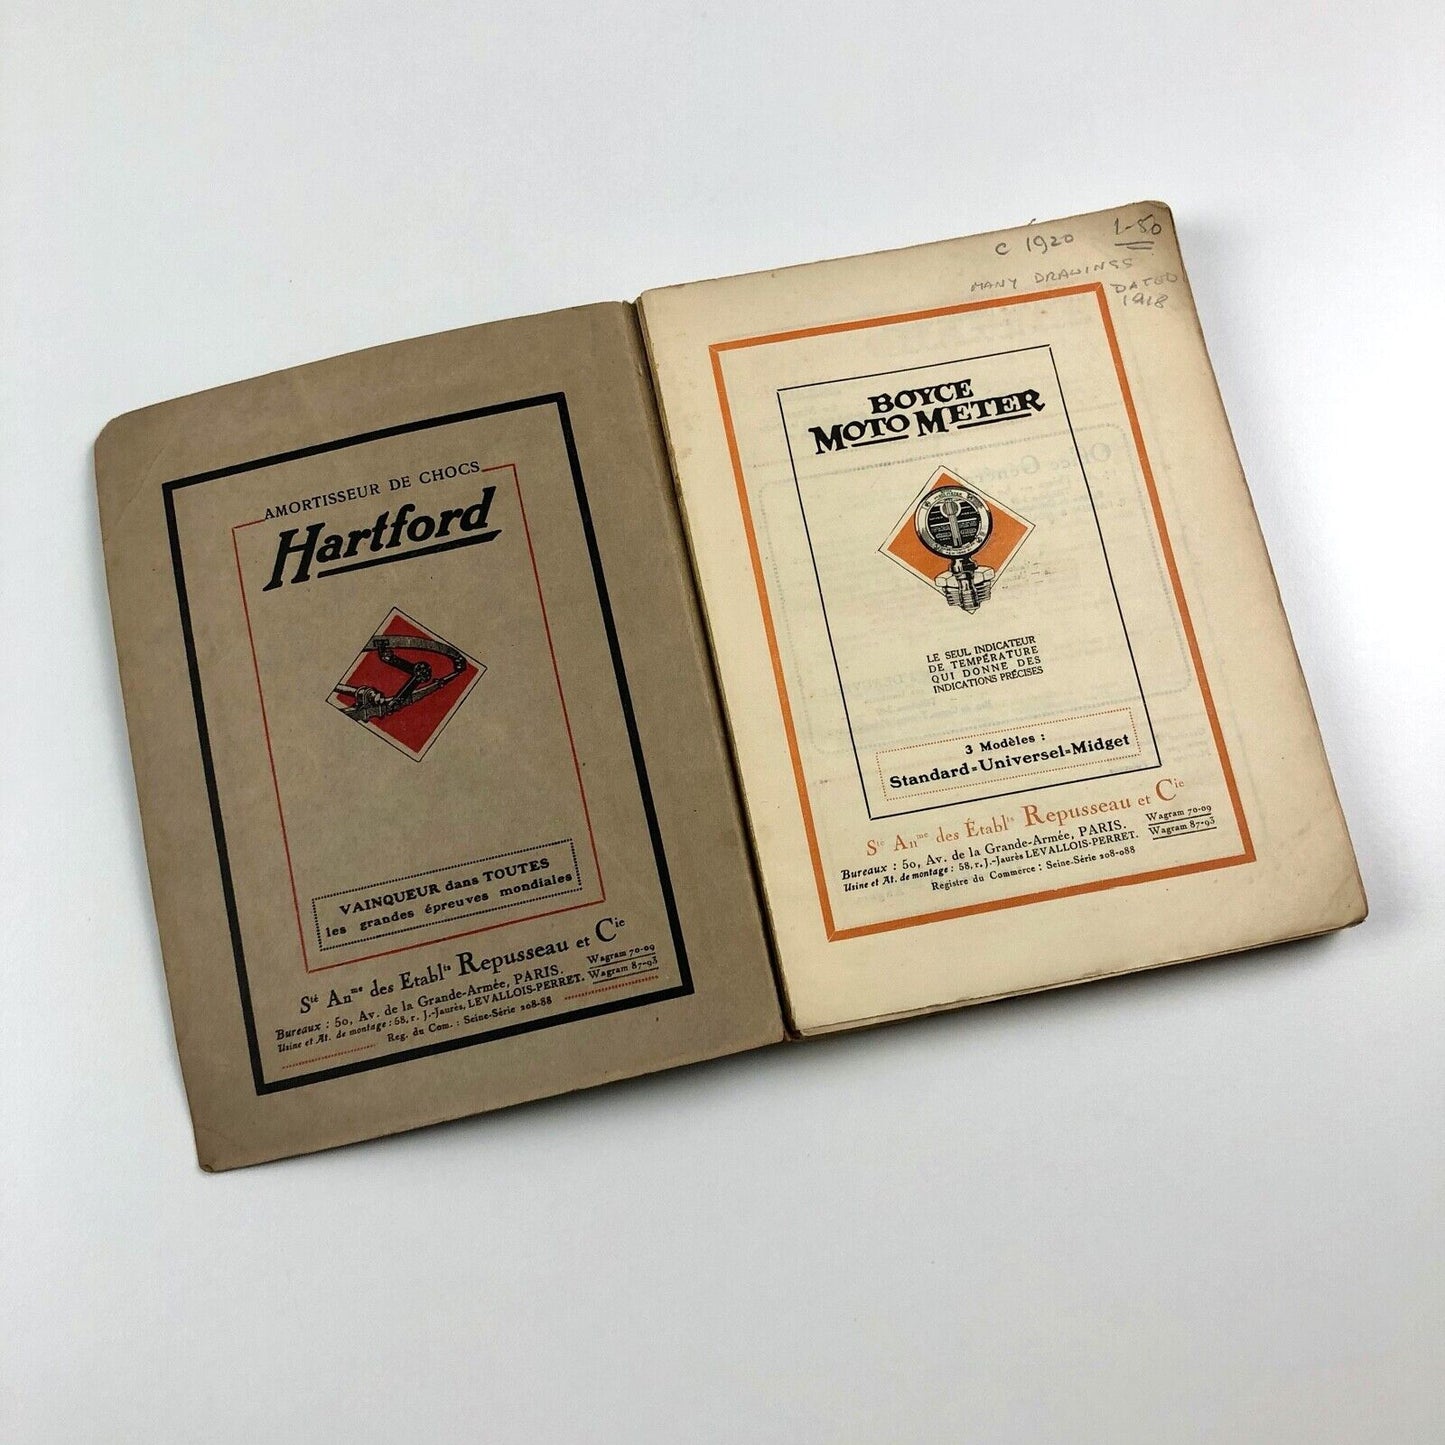 AMORTISSEUR DE CHOCS
Hartford
VAINQUEUR dans TOUTES
les grandes épreuves mondiales
Sté Anme des Etablts Repusseau et Cie
Bureaux : 50, Av. de la Grande-Armée, PARIS. Wagram 70-09
Usine et At. de montage : 58, r. J.-Jaurès, LEVALLOIS-PERRET. Wagram 87-93
Reg. du Com. : Seine-Série 208-88
C 1920 1-50
MANY DRAWINGS DATED
1918
BOYCE
MOTO METER
LE SEUL INDICATEUR
DE TEMPÉRATURE
QUI DONNE DES
INDICATIONS PRÉCISES
3 Modèles :
Standard=Universel=Midget
Sté Anme des Établts Repusseau et Cie
Bureaux : 50, Av. de la Grande-Armée, PARIS. Wagram 70-09
Usine et At. de montage : 58, r. J.-Jaurès LEVALLOIS-PERRET. Wagram 87-93
Registre du Commerce : Seine-Série 208-088